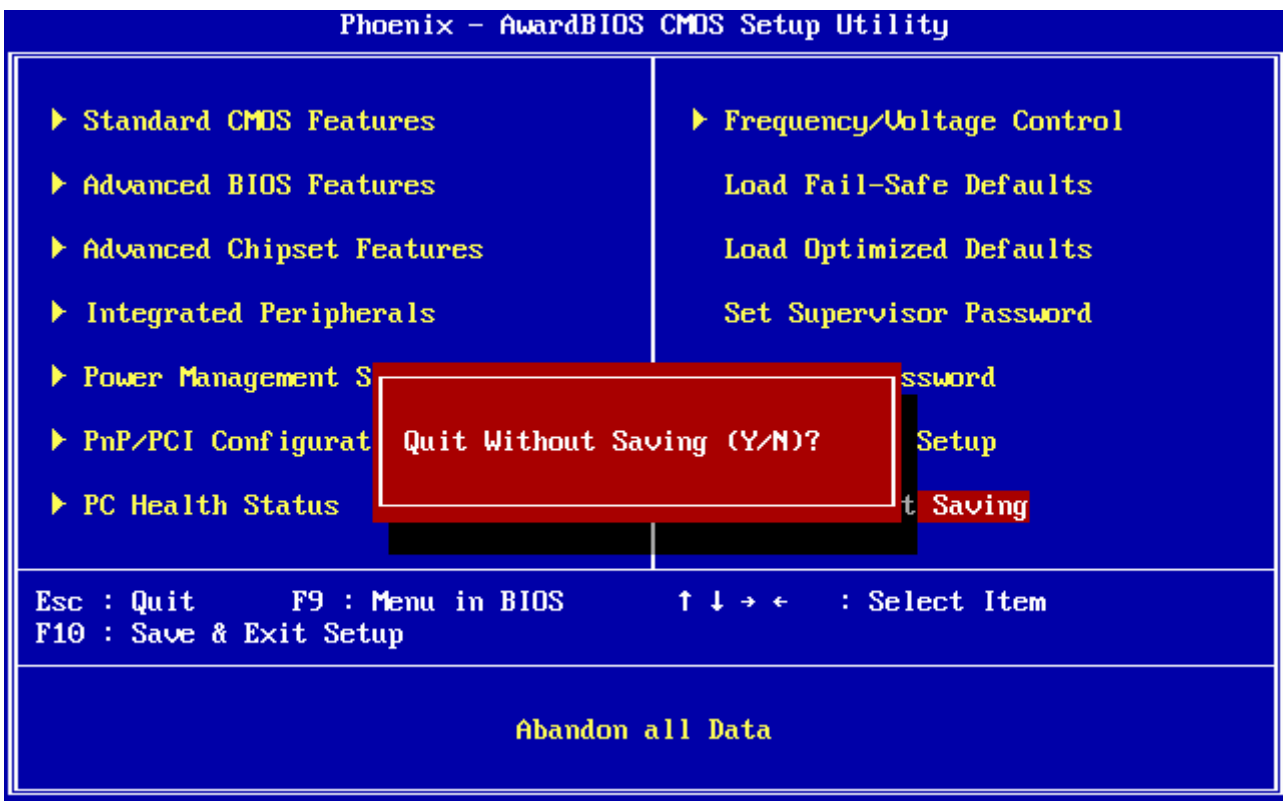 Phoenix - AwardBIOS CMOS Setup Utility
Standard CMOS Features
Advanced BIOS Features
Advanced Chipset Features
Integrated Peripherals
Power Management S
PnP/PCI Configurat
PC Health Status
Frequency/Voltage Control
Load Fail-Safe Defaults
Load Optimized Defaults
Set Supervisor Password
ssword
Setup
t Saving
Quit Without Saving (Y/N)?
Esc : Quit F9 : Menu in BIOS ↑ ↓ → ← : Select Item
F10 : Save & Exit Setup
Abandon all Data